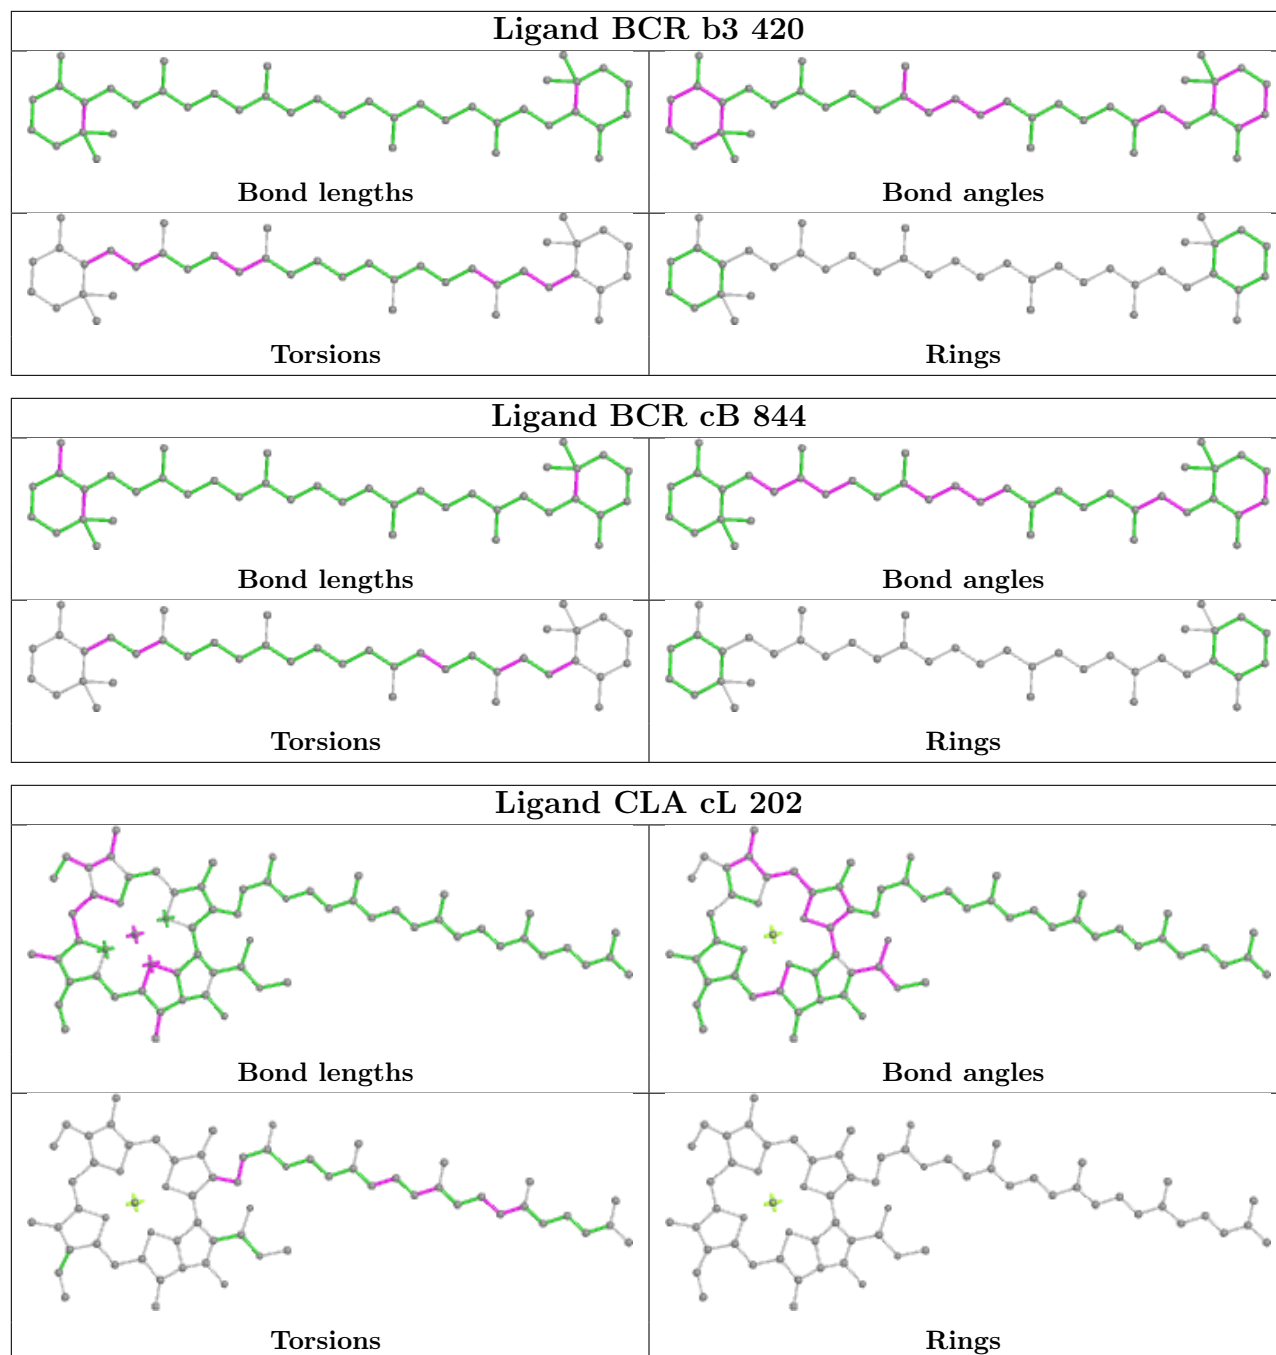 Ligand BCR b3 420
Bond lengths
Bond angles
Torsions
Rings
Ligand BCR cB 844
Bond lengths
Bond angles
Torsions
Rings
Ligand CLA cL 202
Bond lengths
Bond angles
Torsions
Rings